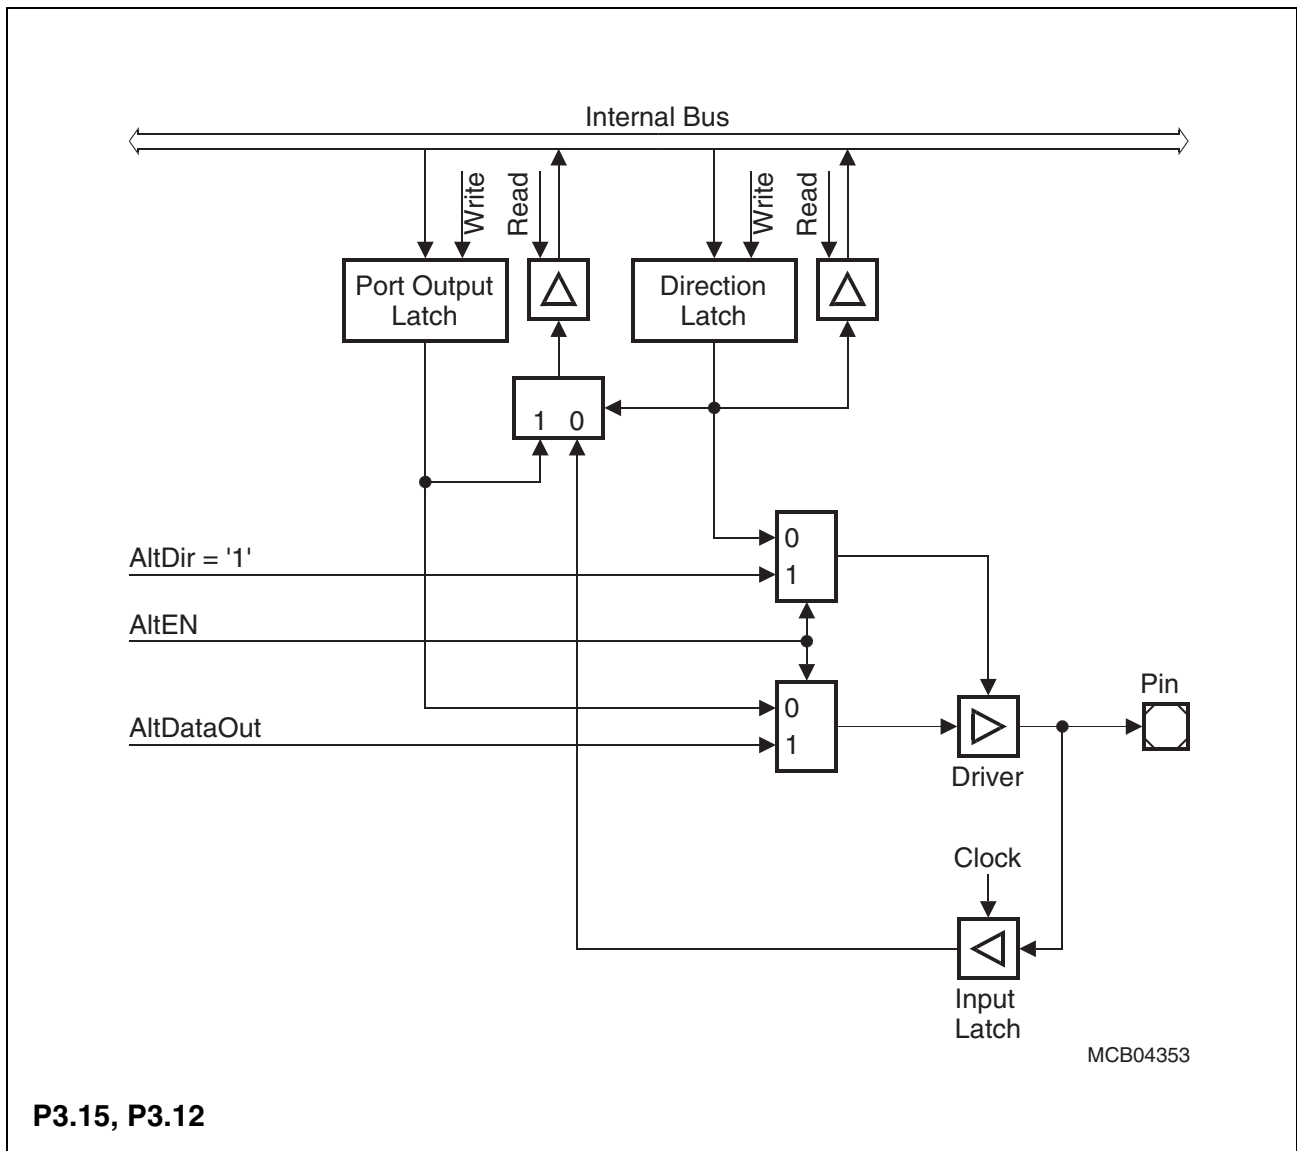 Internal Bus
Write
Read
Write
Read
Port Output
Latch
Direction
Latch
1 0
0
1
AltDir = '1'
AltEN
0
1
AltDataOut
Pin
Driver
Clock
Input
Latch
MCB04353
P3.15, P3.12